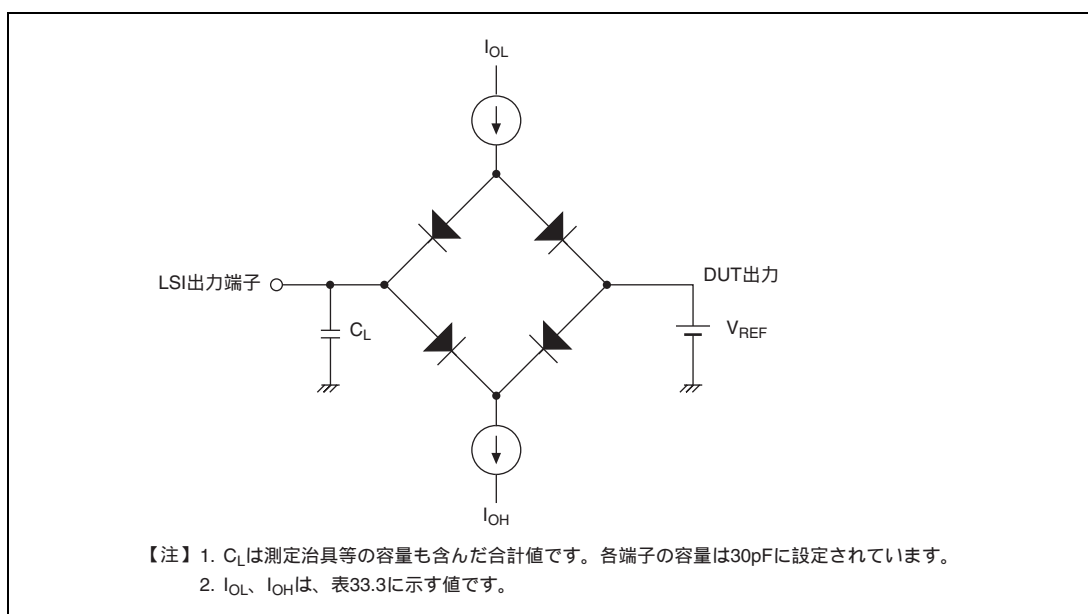 I_OL
LSI出力端子
DUT出力
C_L
V_REF
I_OH
【注】1. C_Lは測定治具等の容量も含んだ合計値です。各端子の容量は30pFに設定されています。
2. I_OL、I_OHは、表33.3に示す値です。